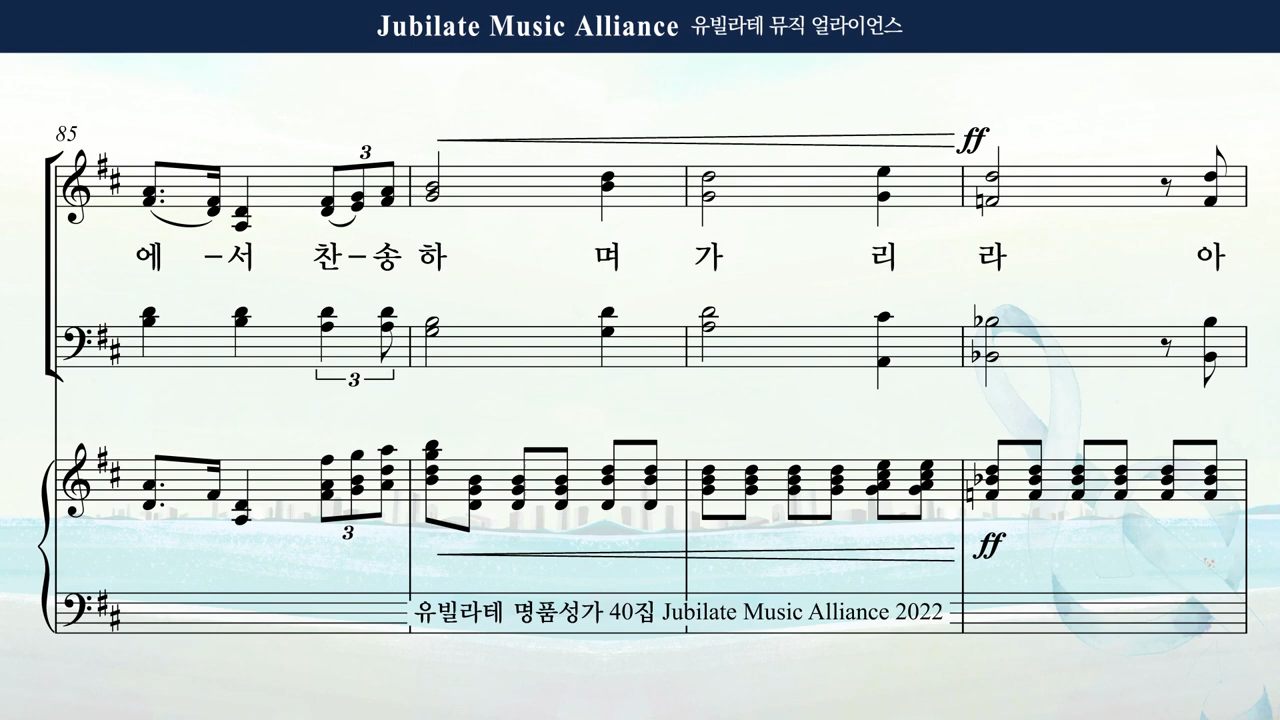 Jubilate Music Alliance 유빌라테 뮤직 얼라이언스
85
3
ff
에 – 서 찬 – 송 하 며 가 리 라 아
3
3
ff
유빌라테 명품성가 40집 Jubilate Music Alliance 2022